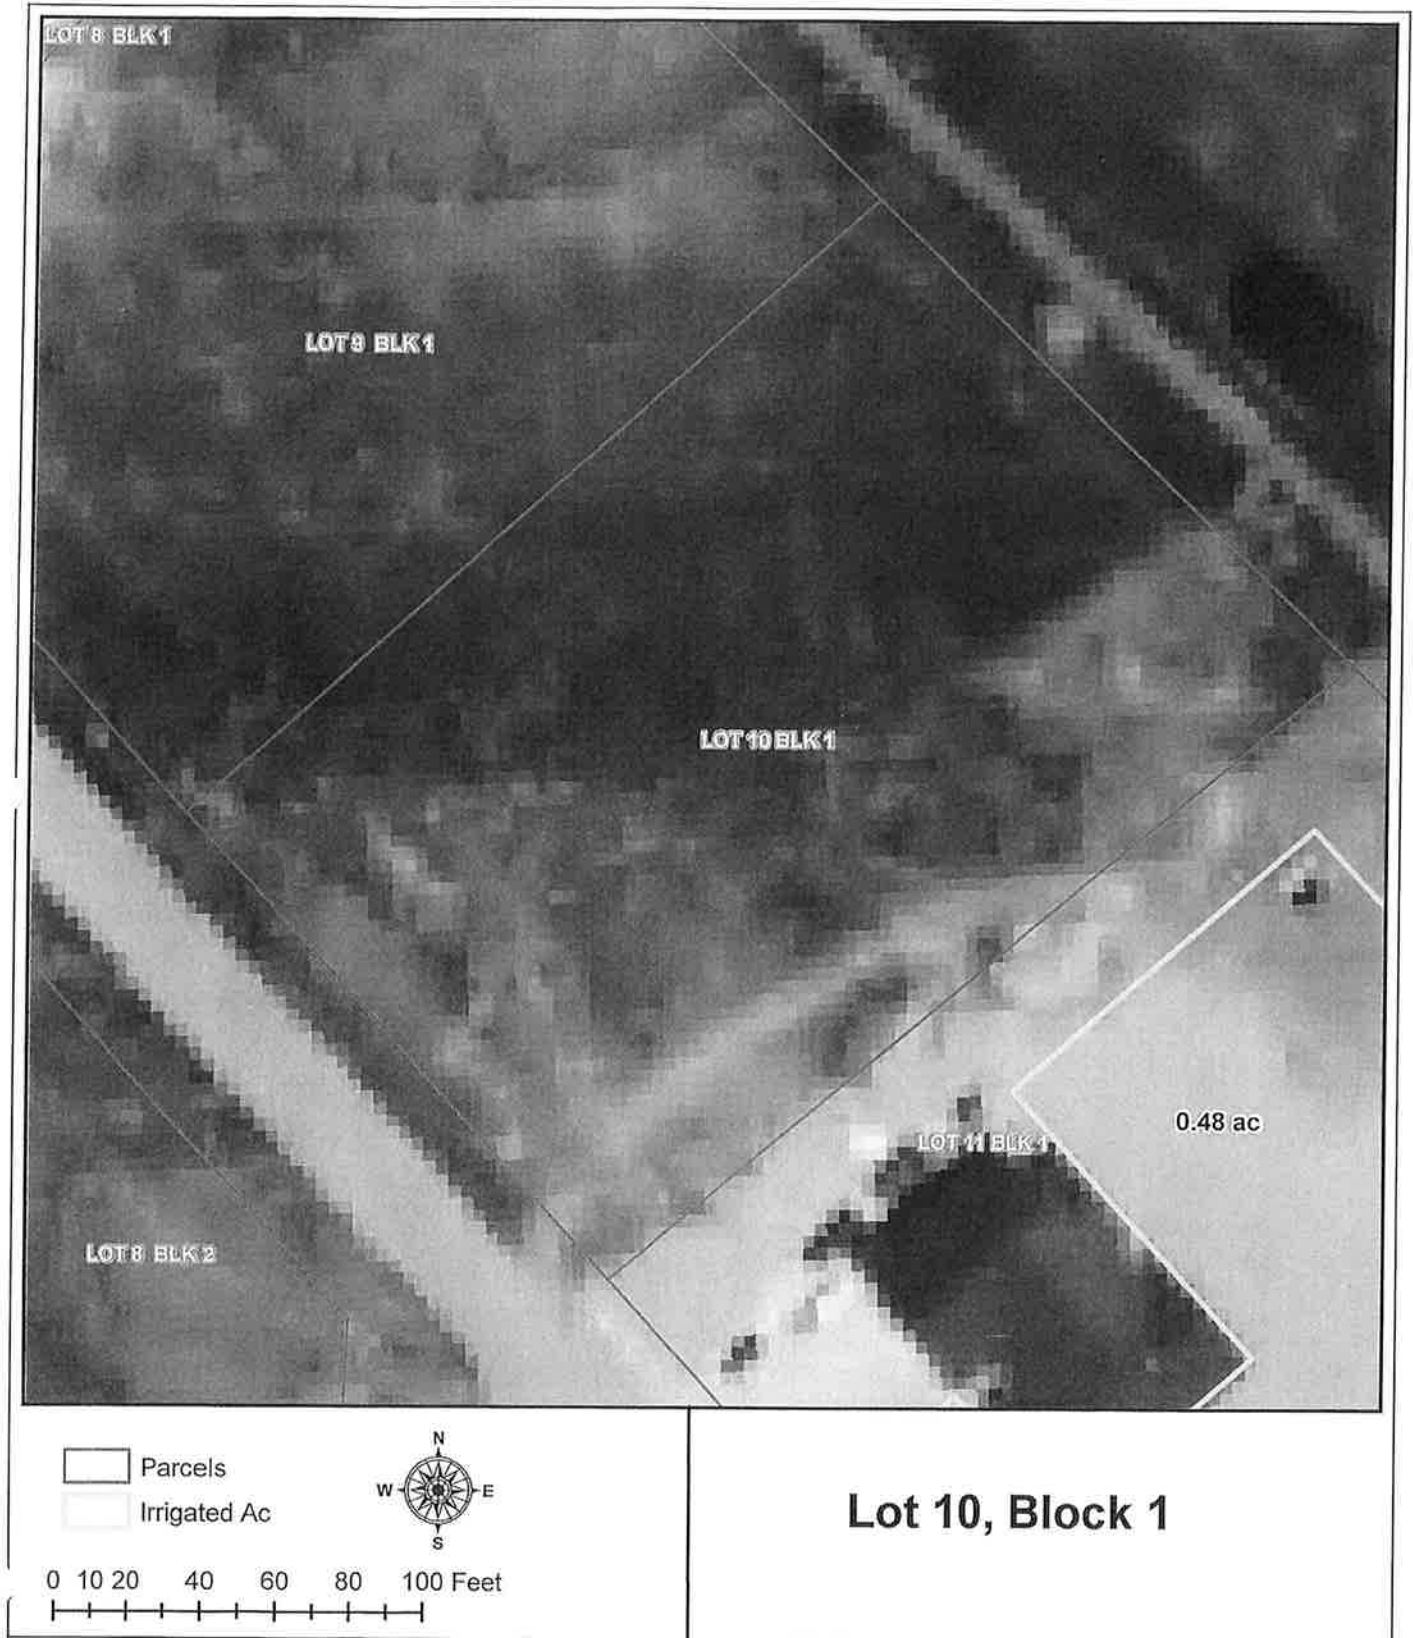 LOT 8 BLK 1
LOT 9 BLK 1
LOT 10 BLK 1
0.48 ac
LOT 11 BLK 1
LOT 8 BLK 2
Parcels
Irrigated Ac
N
W E
S
Lot 10, Block 1
0 10 20 40 60 80 100 Feet